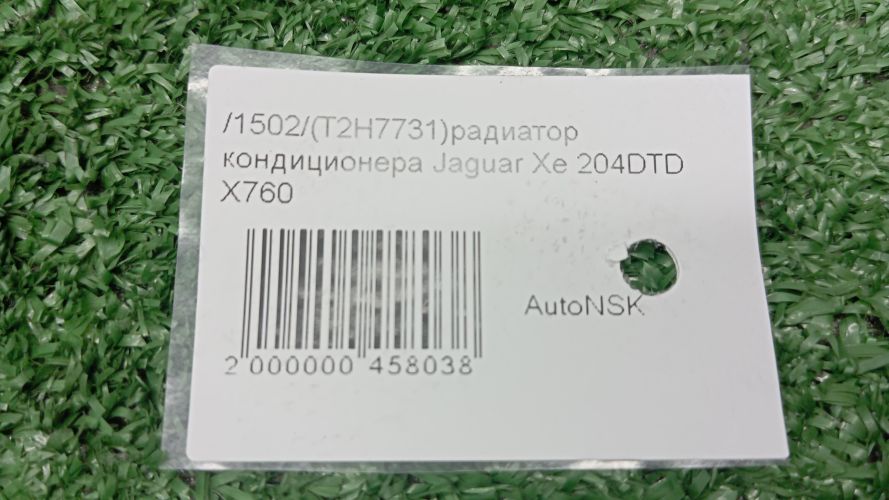 /1502/(T2H7731)радиатор
кондиционера Jaguar Xe 204DTD
X760
AutoNSK
2 000000 458038